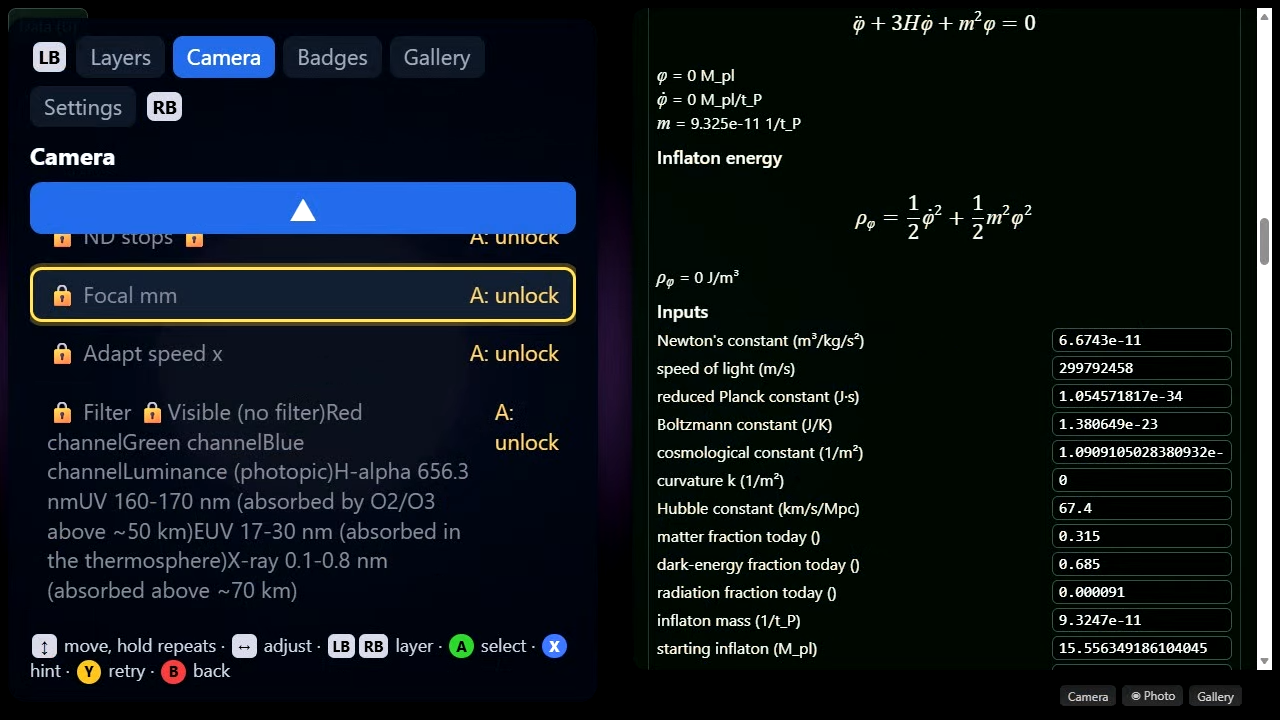 LB Layers Camera Badges Gallery
Settings RB
Camera
ND stops A: unlock
Focal mm A: unlock
Adapt speed x A: unlock
Filter Visible (no filter)Red A:
channelGreen channelBlue unlock
channelLuminance (photopic)H-alpha 656.3
nmUV 160-170 nm (absorbed by O2/O3
above ~50 km)EUV 17-30 nm (absorbed in
the thermosphere)X-ray 0.1-0.8 nm
(absorbed above ~70 km)
↕ move, hold repeats · ↔ adjust · LB RB layer · A select · X
hint · Y retry · B back
φ̈ + 3Hφ̇ + m²φ = 0
φ = 0 M_pl
φ̇ = 0 M_pl/t_P
m = 9.325e-11 1/t_P
Inflaton energy
ρ_φ = 1/2 φ̇² + 1/2 m²φ²
ρ_φ = 0 J/m³
Inputs
Newton's constant (m³/kg/s²) 6.6743e-11
speed of light (m/s) 299792458
reduced Planck constant (J·s) 1.054571817e-34
Boltzmann constant (J/K) 1.380649e-23
cosmological constant (1/m²) 1.0909105028380932e-
curvature k (1/m²) 0
Hubble constant (km/s/Mpc) 67.4
matter fraction today () 0.315
dark-energy fraction today () 0.685
radiation fraction today () 0.000091
inflaton mass (1/t_P) 9.3247e-11
starting inflaton (M_pl) 15.556349186104045
Camera ◉ Photo Gallery